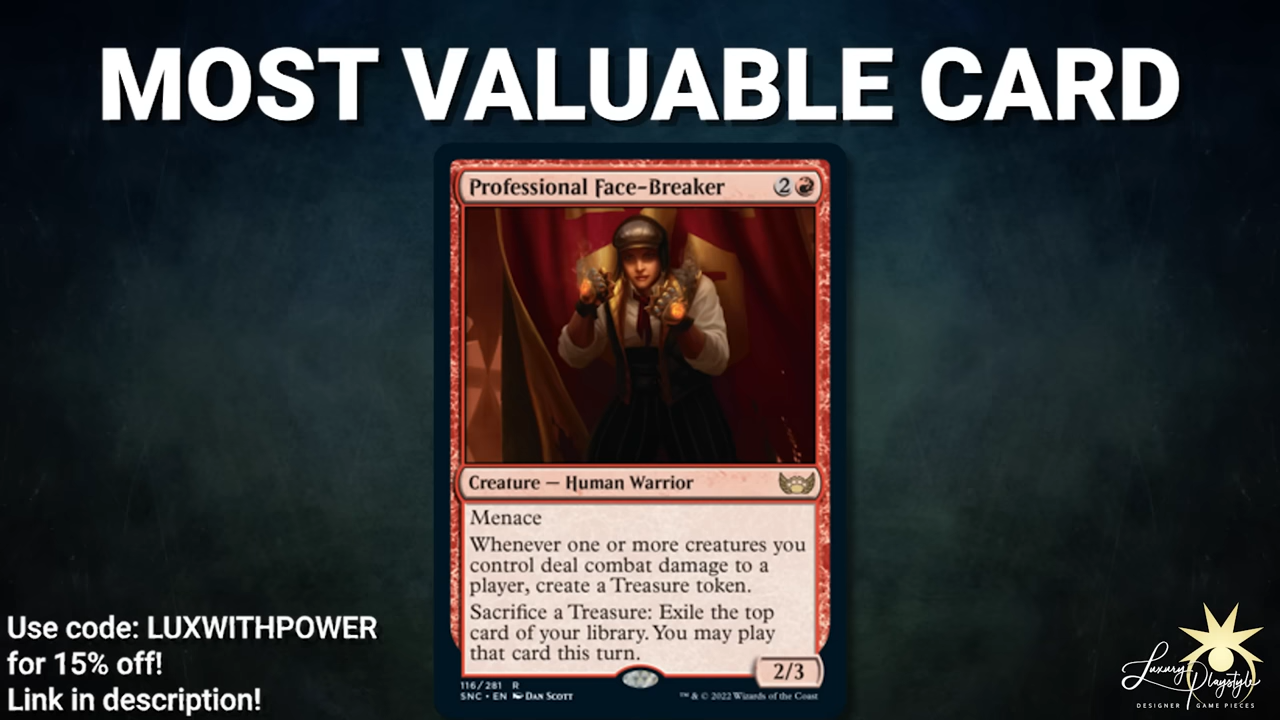 MOST VALUABLE CARD
Professional Face-Breaker 2
Creature — Human Warrior
Menace
Whenever one or more creatures you
control deal combat damage to a
player, create a Treasure token.
Sacrifice a Treasure: Exile the top
card of your library. You may play
that card this turn.
2/3
116/281 R
SNC • EN DAN SCOTT
™ & © 2022 Wizards of the Coast
Use code: LUXWITHPOWER
for 15% off!
Link in description!
Luxury
Playstyle
DESIGNER GAME PIECES